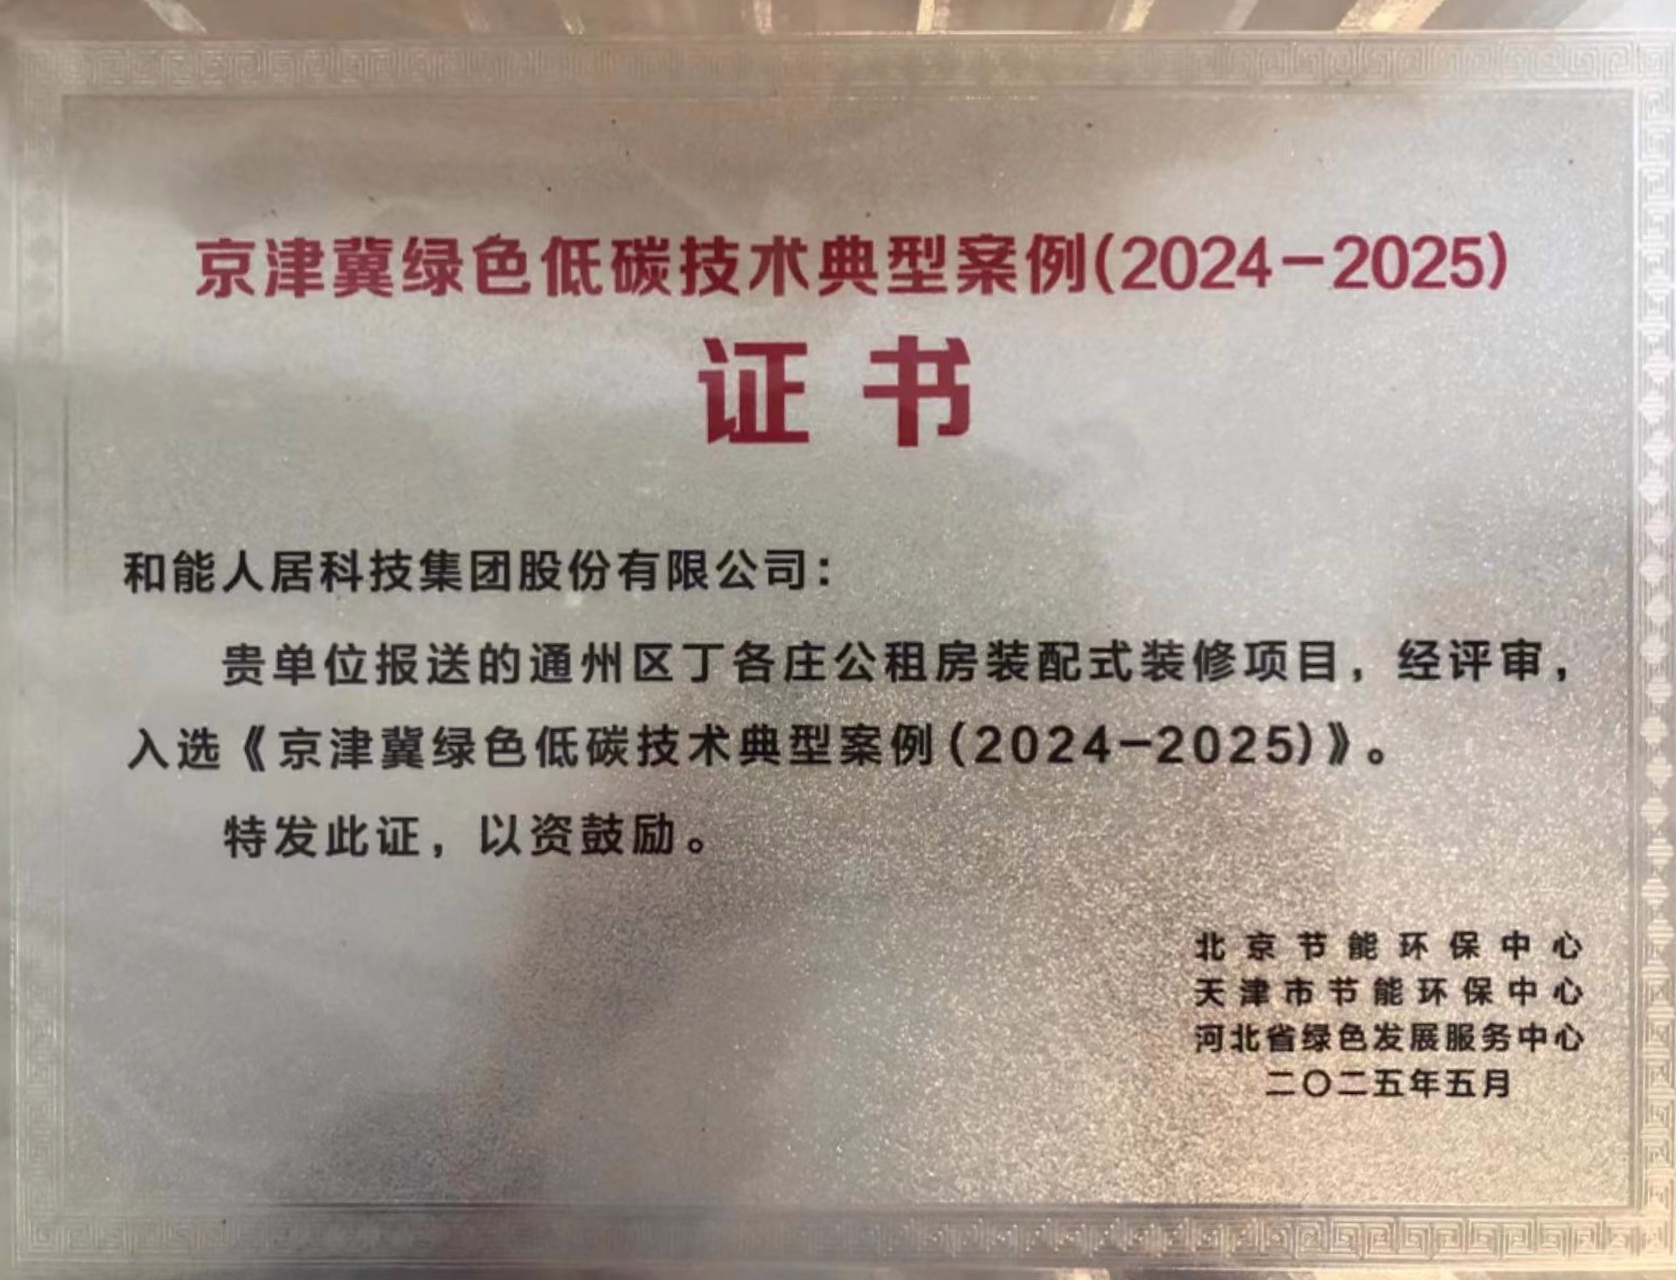 京津冀绿色低碳技术典型案例(2024-2025)
证书
和能人居科技集团股份有限公司：
贵单位报送的通州区丁各庄公租房装配式装修项目，经评审，
入选《京津冀绿色低碳技术典型案例(2024-2025)》。
特发此证，以资鼓励。
北京节能环保中心
天津市节能环保中心
河北省绿色发展服务中心
二〇二五年五月